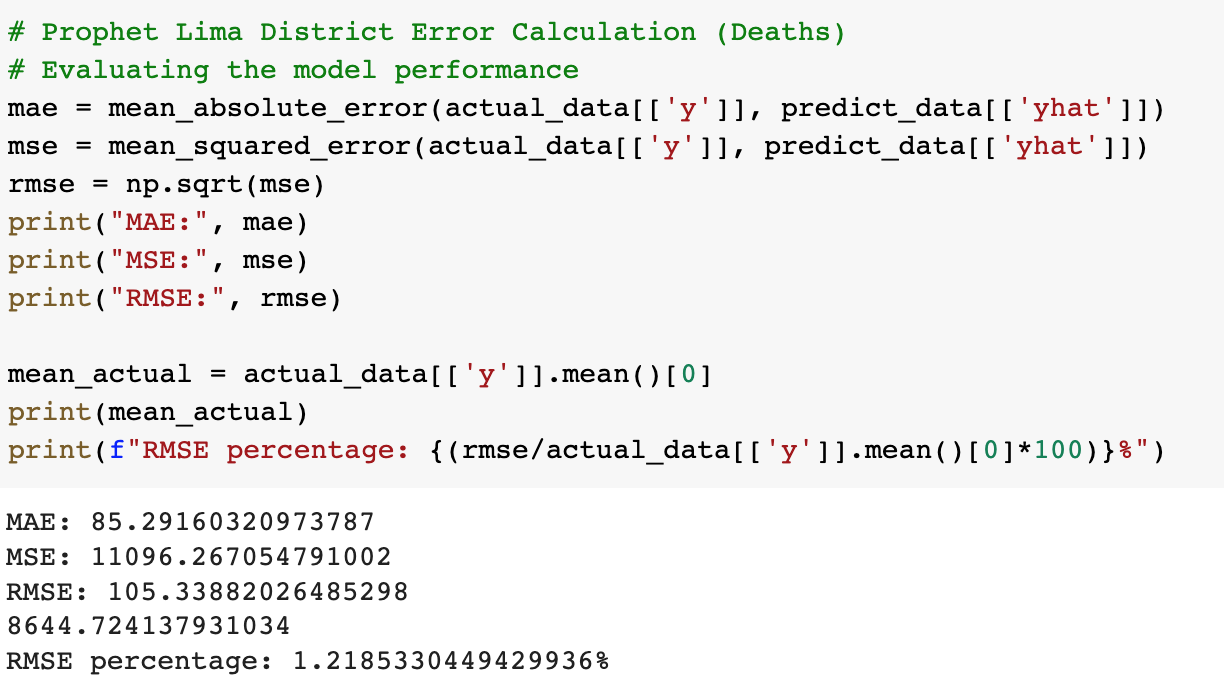 # Prophet Lima District Error Calculation (Deaths)
# Evaluating the model performance
mae = mean_absolute_error(actual_data[['y']], predict_data[['yhat']])
mse = mean_squared_error(actual_data[['y']], predict_data[['yhat']])
rmse = np.sqrt(mse)
print("MAE:", mae)
print("MSE:", mse)
print("RMSE:", rmse)
mean_actual = actual_data[['y']].mean()[0]
print(mean_actual)
print(f"RMSE percentage: {(rmse/actual_data[['y']].mean()[0]*100)}%")
MAE: 85.29160320973787
MSE: 11096.267054791002
RMSE: 105.33882026485298
8644.724137931034
RMSE percentage: 1.2185330449429936%